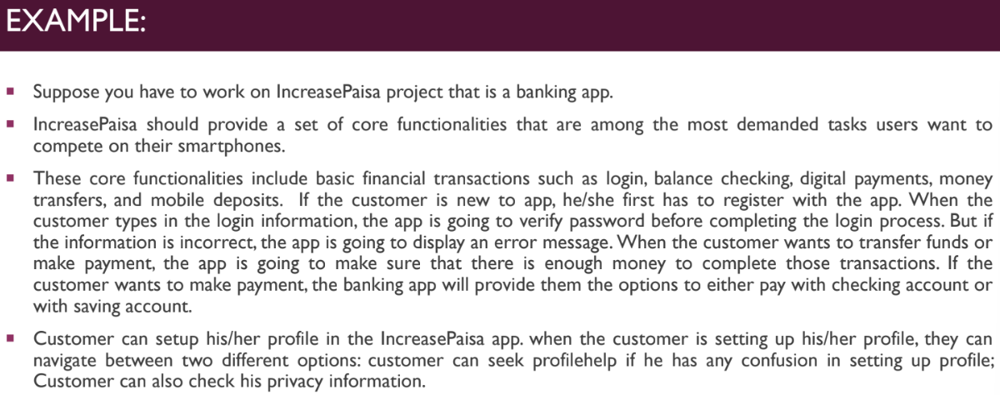 EXAMPLE:
Suppose you have to work on IncreasePaisa project that is a banking app.
IncreasePaisa should provide a set of core functionalities that are among the most demanded tasks users want to
compete on their smartphones.
These core functionalities include basic financial transactions such as login, balance checking, digital payments, money
transfers, and mobile deposits. If the customer is new to app, he/she first has to register with the app. When the
customer types in the login information, the app is going to verify password before completing the login process. But if
the information is incorrect, the app is going to display an error message. When the customer wants to transfer funds or
make payment, the app is going to make sure that there is enough money to complete those transactions. If the
customer wants to make payment, the banking app will provide them the options to either pay with checking account or
with saving account.
Customer can setup his/her profile in the IncreasePaisa app. when the customer is setting up his/her profile, they can
navigate between two different options: customer can seek profilehelp if he has any confusion in setting up profile;
Customer can also check his privacy information.